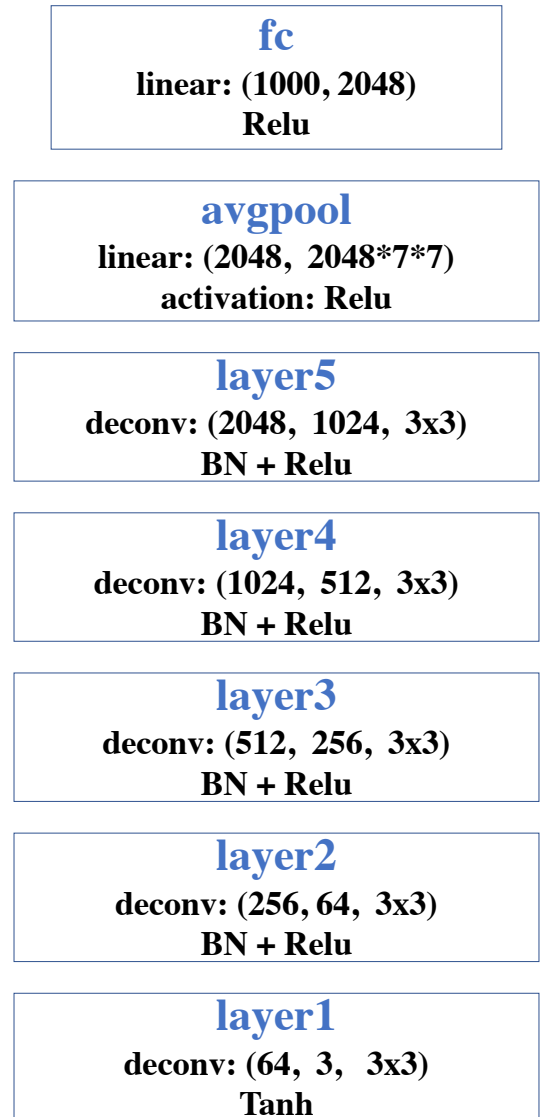 fc
linear: (1000, 2048)
Relu
avgpool
linear: (2048, 2048*7*7)
activation: Relu
layer5
deconv: (2048, 1024, 3x3)
BN + Relu
layer4
deconv: (1024, 512, 3x3)
BN + Relu
layer3
deconv: (512, 256, 3x3)
BN + Relu
layer2
deconv: (256, 64, 3x3)
BN + Relu
layer1
deconv: (64, 3, 3x3)
Tanh